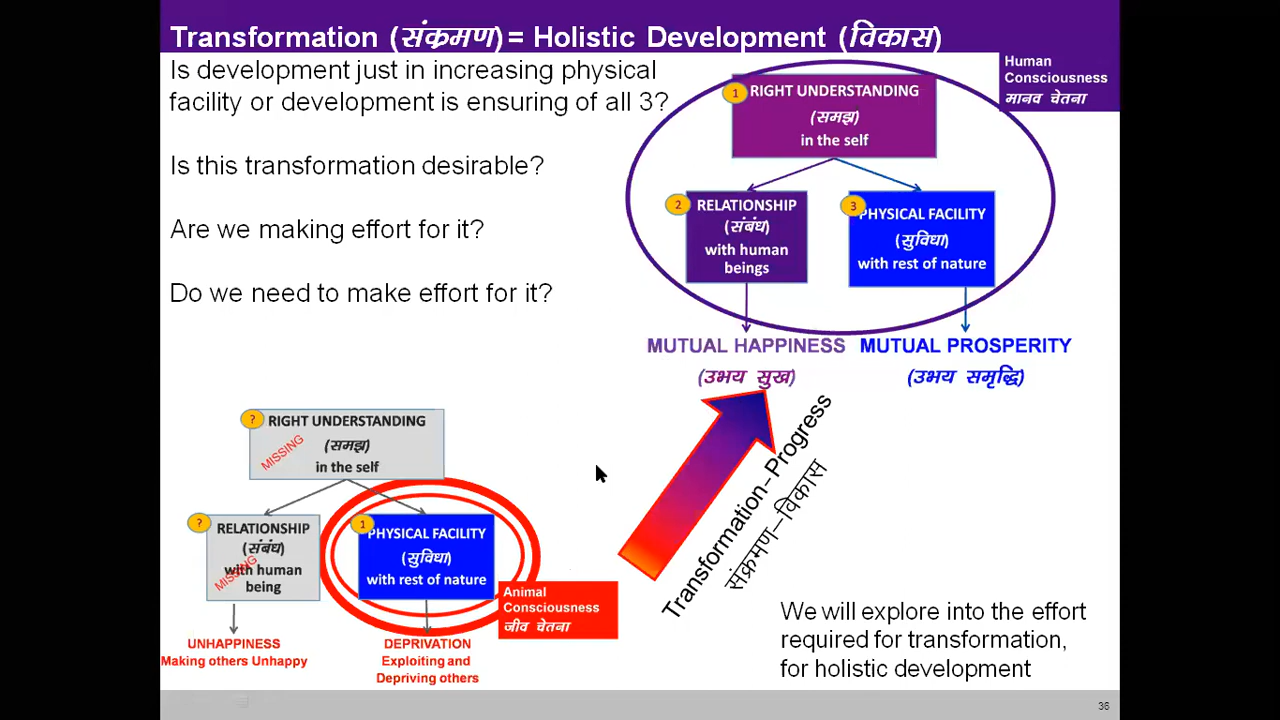 Transformation (संक्रमण) = Holistic Development (विकास)
Is development just in increasing physical
facility or development is ensuring of all 3?
Is this transformation desirable?
Are we making effort for it?
Do we need to make effort for it?
Human
Consciousness
मानव चेतना
1
RIGHT UNDERSTANDING
(समझ)
in the self
2
RELATIONSHIP
(संबंध)
with human
beings
3
PHYSICAL FACILITY
(सुविधा)
with rest of nature
MUTUAL HAPPINESS
(उभय सुख)
MUTUAL PROSPERITY
(उभय समृद्धि)
Transformation–Progress
संक्रमण–विकास
?
RIGHT UNDERSTANDING
(समझ)
in the self
MISSING
?
RELATIONSHIP
(संबंध)
with human
being
MISSING
1
PHYSICAL FACILITY
(सुविधा)
with rest of nature
Animal
Consciousness
जीव चेतना
UNHAPPINESS
Making others Unhappy
DEPRIVATION
Exploiting and
Depriving others
We will explore into the effort
required for transformation,
for holistic development
36